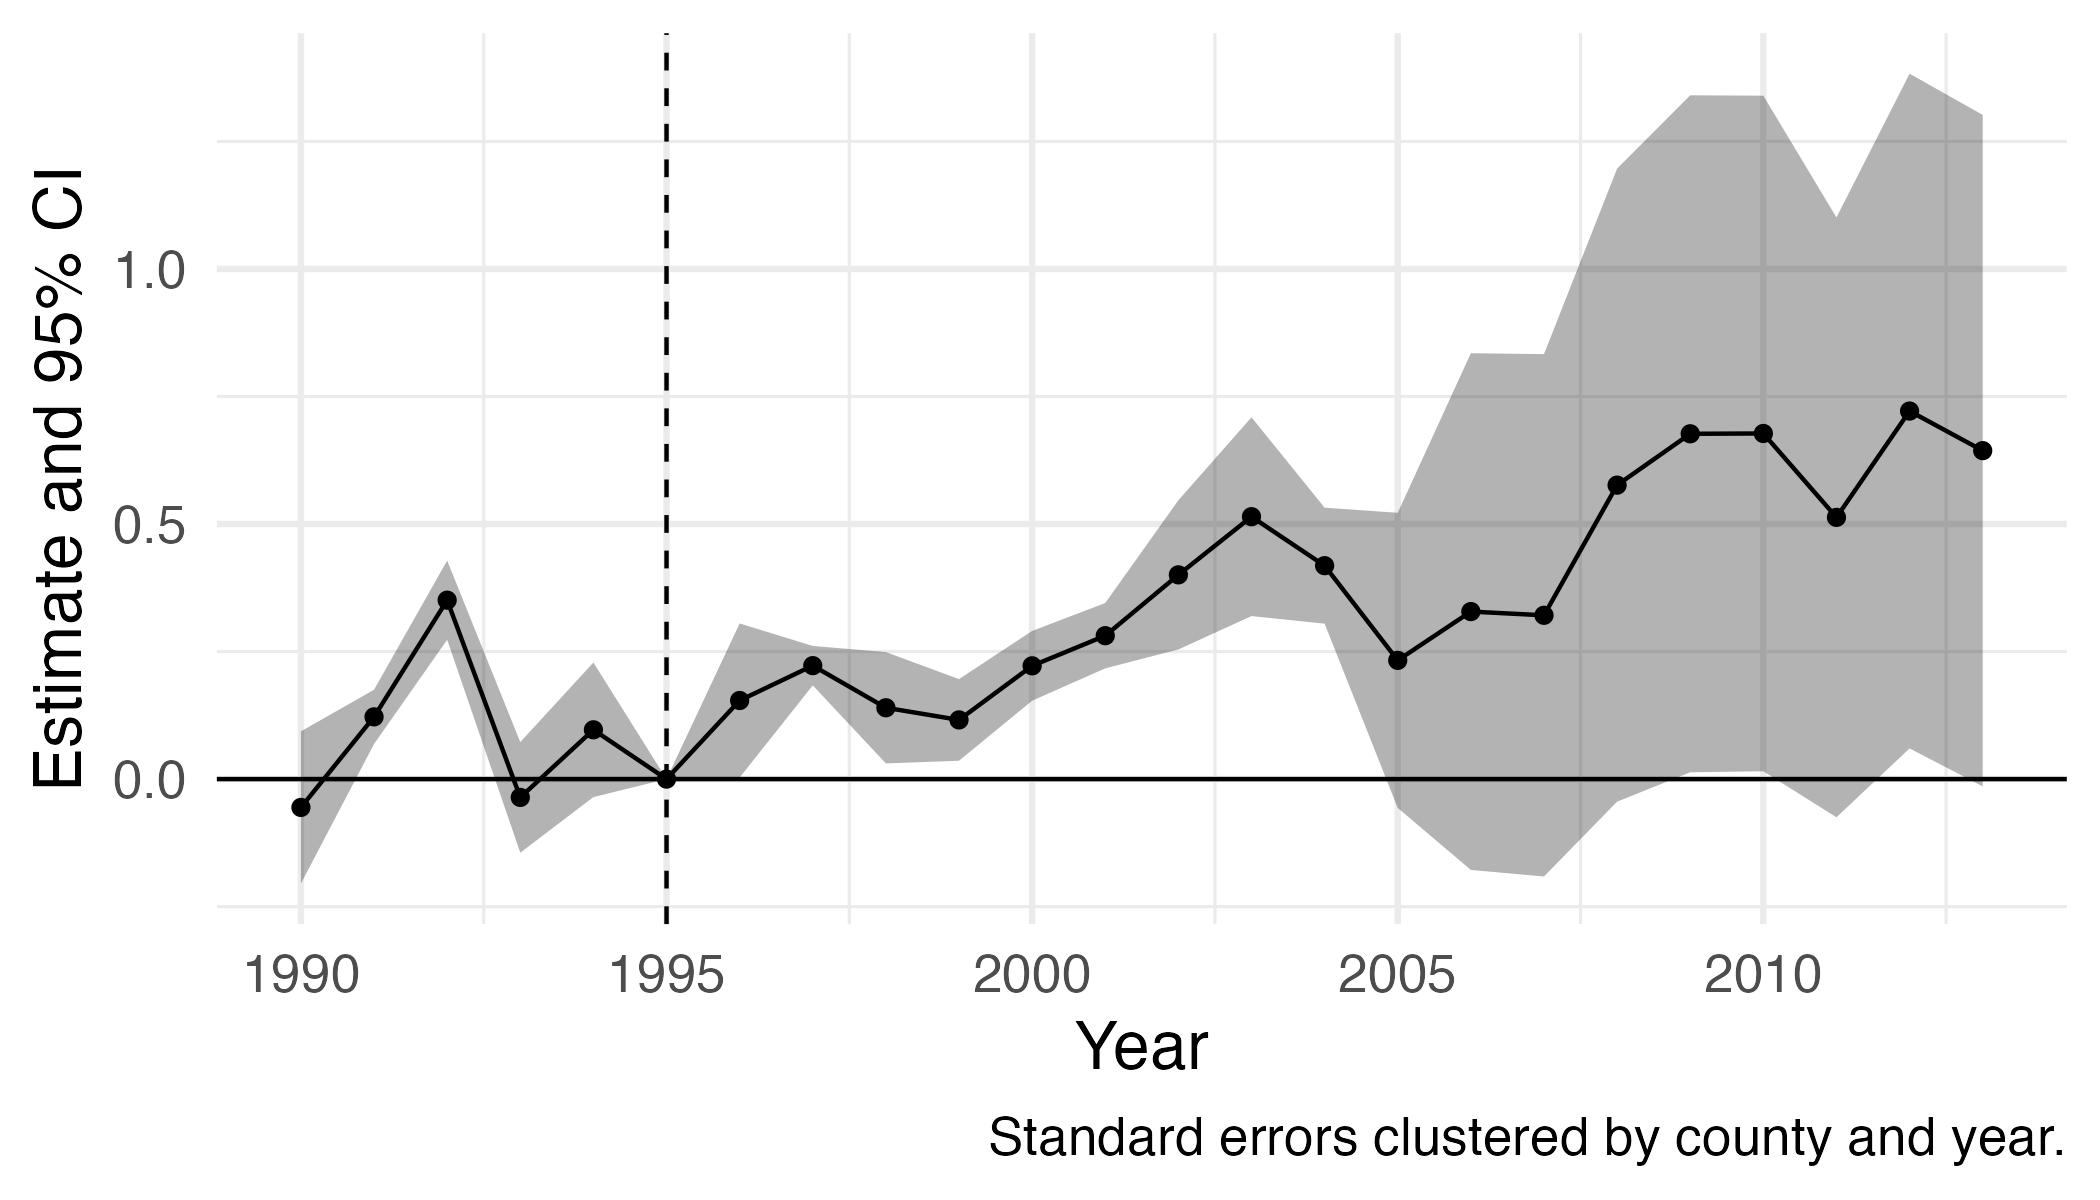 Estimate and 95% CI
1.0
0.5
0.0
1990 1995 2000 2005 2010
Year
Standard errors clustered by county and year.